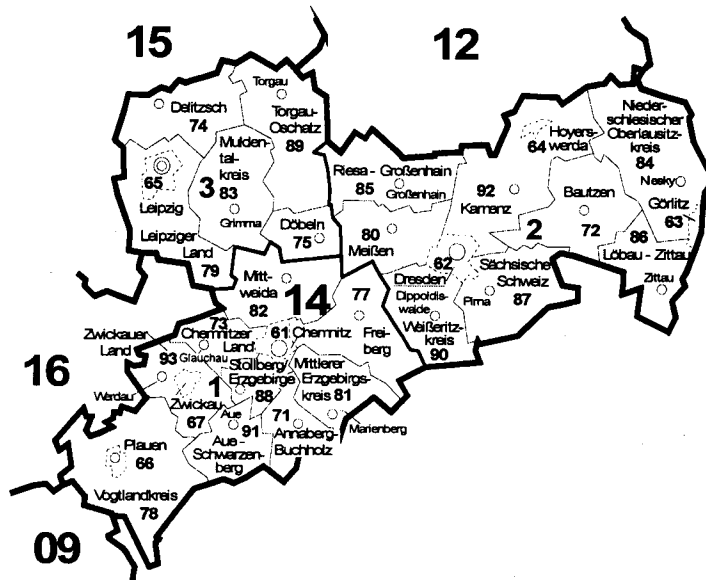 15
12
Torgau
Delitzsch
74
Torgau-
Oschatz
89
Nieder-
schlesischer
Oberlausitz-
kreis
84
Hoyers-
werda
64
Mulden-
tal-
kreis
83
3
65
Leipzig
Grimma
Riesa - Großenhain
85
Großenhain
92
Kamenz
Bautzen
72
Niesky
Görlitz
63
Leipziger
Land
79
Döbeln
75
80
Meißen
2
86
Löbau - Zittau
Zittau
62
Dresden
Sächsische
Schweiz
87
Pirna
Dippoldis-
walde
Weißeritz-
kreis
90
Mitt-
weida
82
14
77
Frei-
berg
73
Chemnitzer
Land
61
Chemnitz
Zwickauer
Land
93
Glauchau
16
Werdau
1
Stollberg/
Erzgebirge
88
Mittlerer
Erzgebirgs-
kreis 81
Zwickau
67
Aue
91
Aue -
Schwarzen-
berg
71
Annaberg-
Buchholz
Marienberg
Plauen
66
Vogtlandkreis
78
09